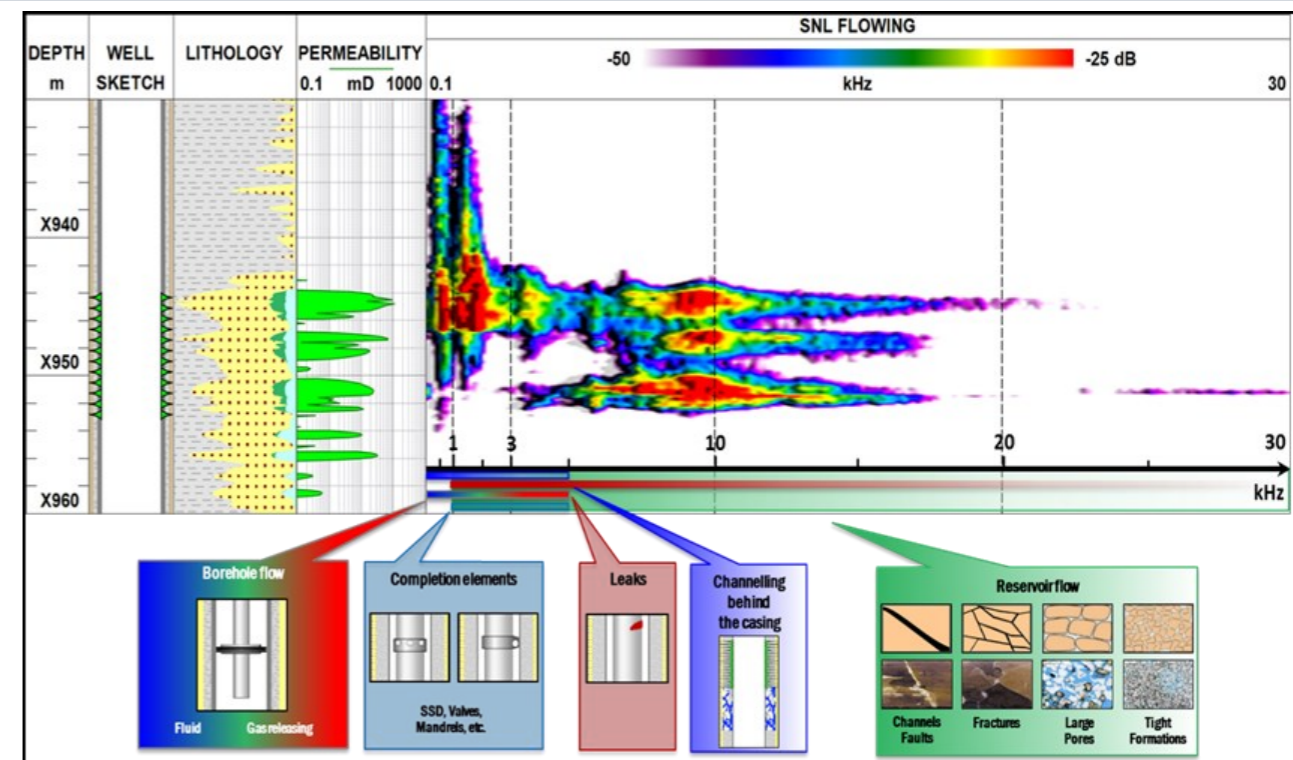 SNL FLOWING
DEPTH WELL LITHOLOGY PERMEABILITY
-50 -25 dB
m SKETCH 0.1 mD 1000 0.1 kHz 30
X940
X950
1 3 10 20 30
X960
kHz
Borehole flow
Fluid Gas releasing
Completion elements
SSD, Valves,
Mandrels, etc.
Leaks
Channelling
behind
the casing
Reservoir flow
Channels
Faults
Fractures
Large
Pores
Tight
Formations